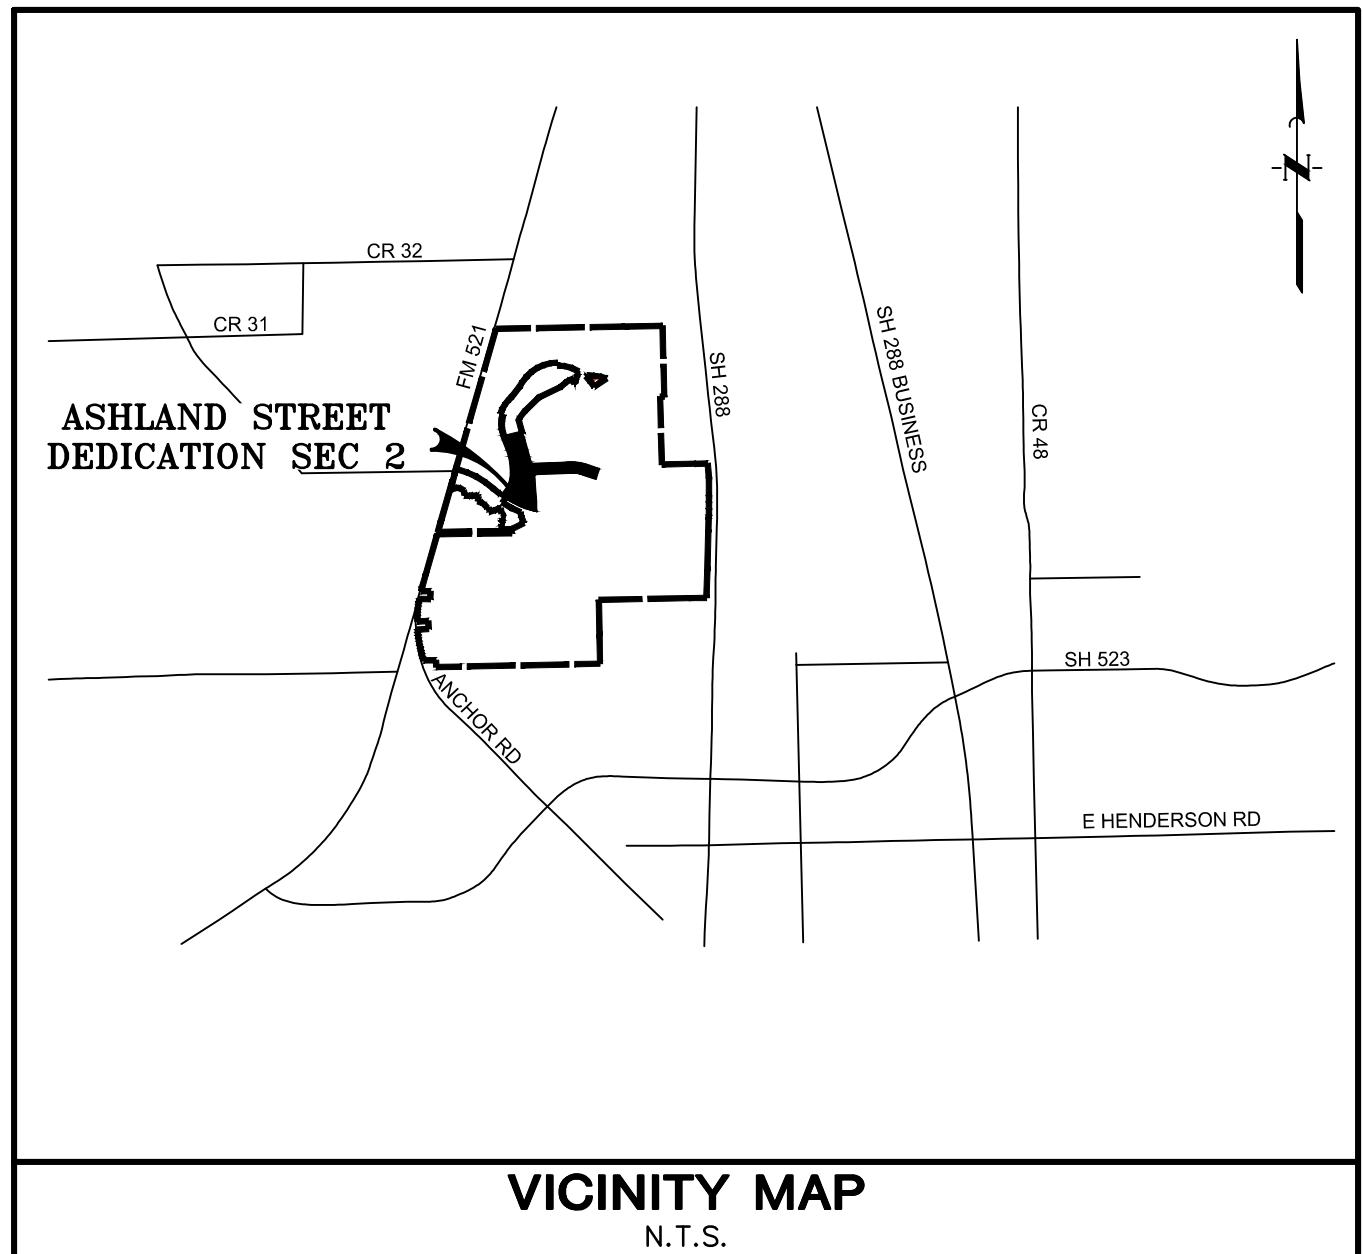 N
CR 32
CR 31
FM 521
SH 288
SH 288 BUSINESS
CR 48
ASHLAND STREET
DEDICATION SEC 2
SH 523
ANCHOR RD
E HENDERSON RD
VICINITY MAP
N.T.S.